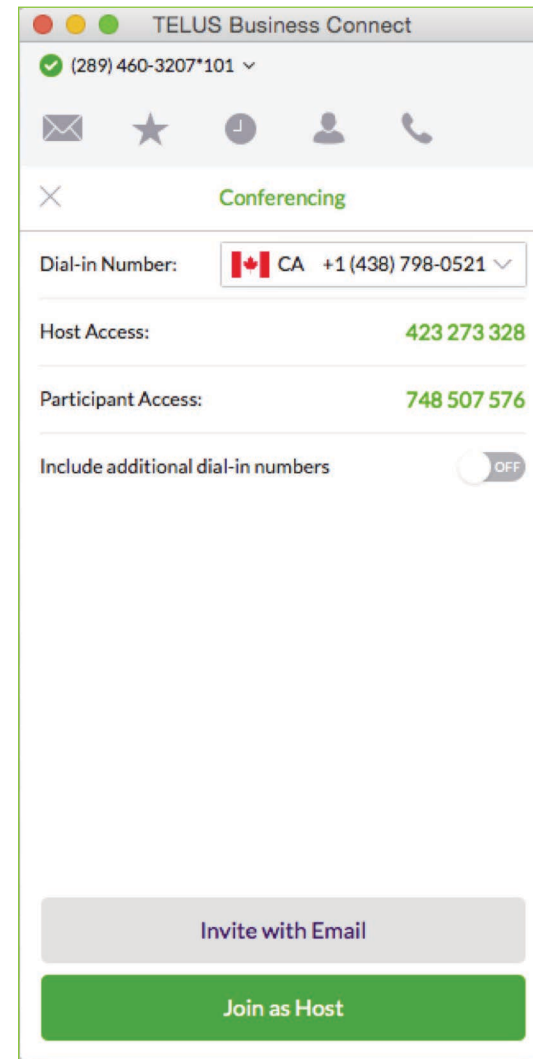 TELUS Business Connect
(289) 460-3207*101
Conferencing
Dial-in Number: CA +1 (438) 798-0521
Host Access: 423 273 328
Participant Access: 748 507 576
Include additional dial-in numbers OFF
Invite with Email
Join as Host